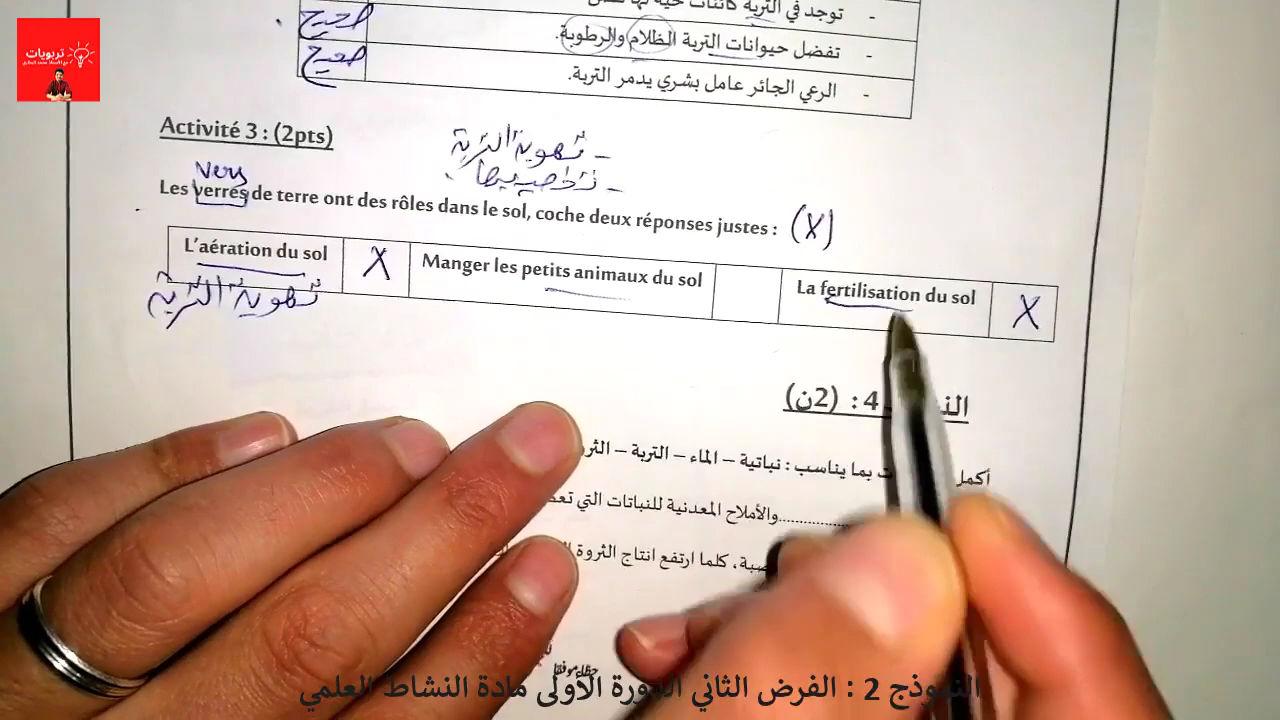 تربويات
- توجد في التربة كائنات حية لها
صحيح
- تفضل حيوانات التربة الظلام والرطوبة.
صحيح
- الرعي الجائر عامل بشري يدمر التربة.
Activité 3 : (2pts)
- تهوية التربة
- تخصيبها
vers
Les verres de terre ont des rôles dans le sol, coche deux réponses justes : (X)
L'aération du sol X Manger les petits animaux du sol La fertilisation du sol X
تهوية التربة
4 : (2ن)
أكمل بما يناسب : نباتية - الماء - التربة -
..................والأملاح المعدنية للنباتات التي
، كلما ارتفع انتاج الثروة
النموذج 2 : الفرض الثاني الدورة الأولى مادة النشاط العلمي